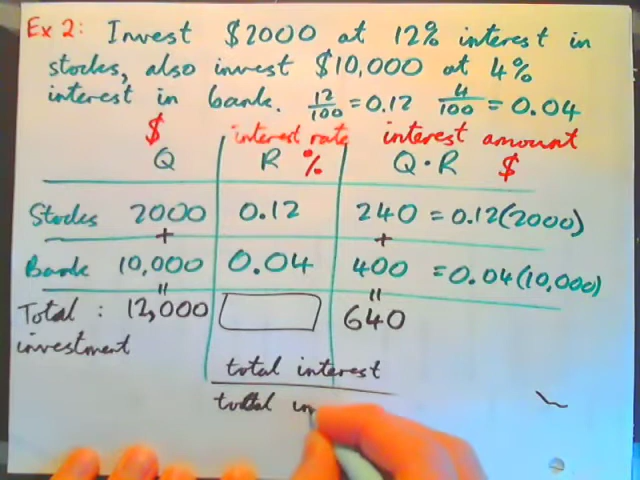 Ex 2: Invest $2000 at 12% interest in
stocks, also invest $10,000 at 4%
interest in bank. 12/100 = 0.12 4/100 = 0.04
$ interest rate interest amount
Q R % Q · R $
Stocks 2000 0.12 240 = 0.12(2000)
+ +
Bank 10,000 0.04 400 = 0.04(10,000)
= =
Total : 12,000 640
investment
total interest
total in